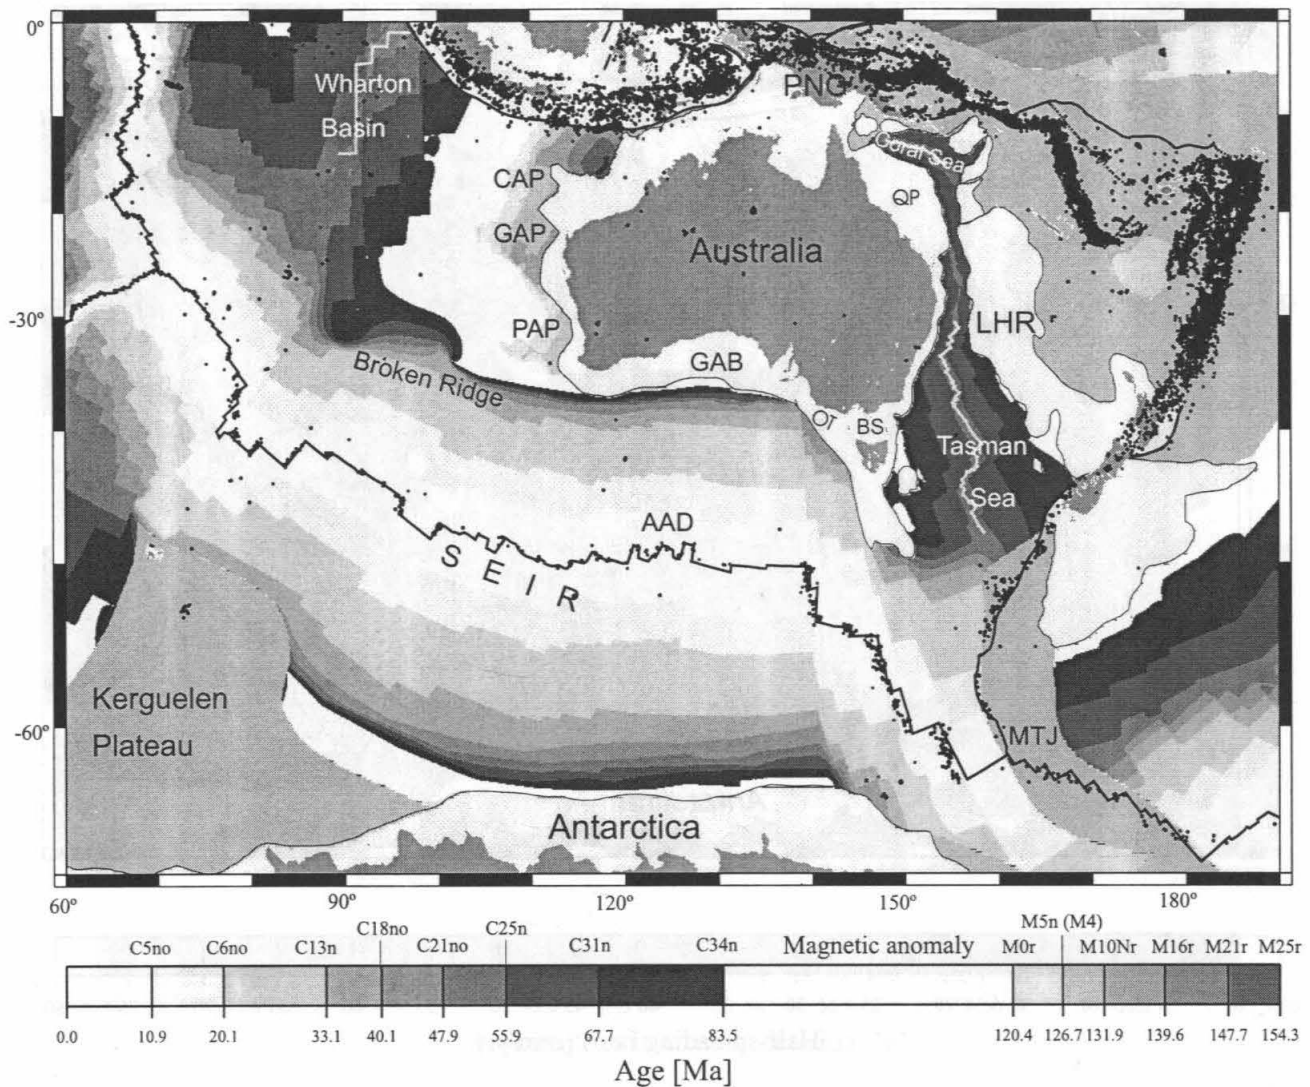 0°
Wharton
Basin
PNG
Coral Sea
CAP
QP
GAP
Australia
-30°
PAP
LHR
GAB
Broken Ridge
OT
BS
Tasman
Sea
AAD
SEIR
Kerguelen
Plateau
-60°
MTJ
Antarctica
60° 90° 120° 150° 180°
C18no C25n M5n (M4)
C5no C6no C13n C21no C31n C34n Magnetic anomaly M0r M10Nr M16r M21r M25r
0.0 10.9 20.1 33.1 40.1 47.9 55.9 67.7 83.5 120.4 126.7 131.9 139.6 147.7 154.3
Age [Ma]